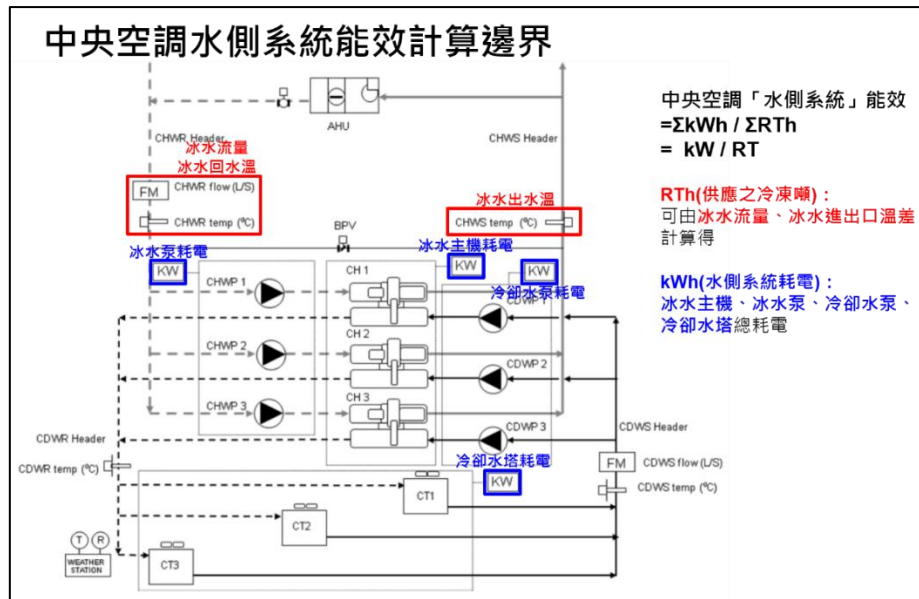 中央空調水側系統能效計算邊界
AHU
CHWR Header
CHWS Header
冰水流量
冰水回水溫
FM
CHWR flow (L/S)
CHWR temp (ºC)
冰水出水溫
CHWS temp (ºC)
BPV
冰水泵耗電
KW
冰水主機耗電
KW
KW
冷卻水泵耗電
CHWP 1
CH 1
CDWP 1
CHWP 2
CH 2
CDWP 2
CHWP 3
CH 3
CDWP 3
CDWR Header
CDWS Header
CDWR temp (ºC)
冷卻水塔耗電
KW
FM
CDWS flow (L/S)
CDWS temp (ºC)
CT1
CT2
CT3
T
R
WEATHER
STATION
中央空調「水側系統」能效
=ΣkWh / ΣRTh
= kW / RT
RTh(供應之冷凍噸)：
可由冰水流量、冰水進出口溫差
計算得
kWh(水側系統耗電)：
冰水主機、冰水泵、冷卻水泵、
冷卻水塔總耗電